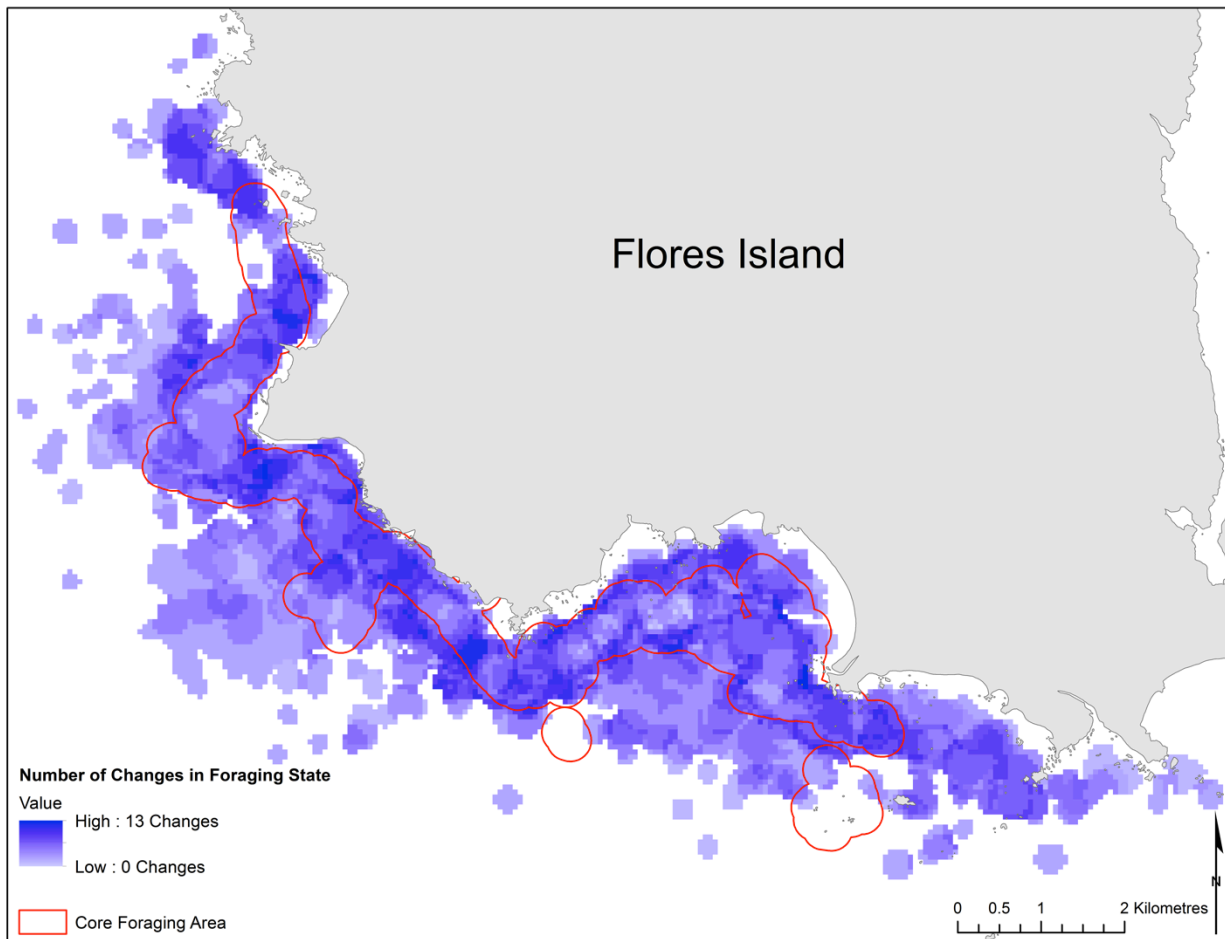 Flores Island
Number of Changes in Foraging State
Value
High : 13 Changes
Low : 0 Changes
Core Foraging Area
N
0 0.5 1 2 Kilometres